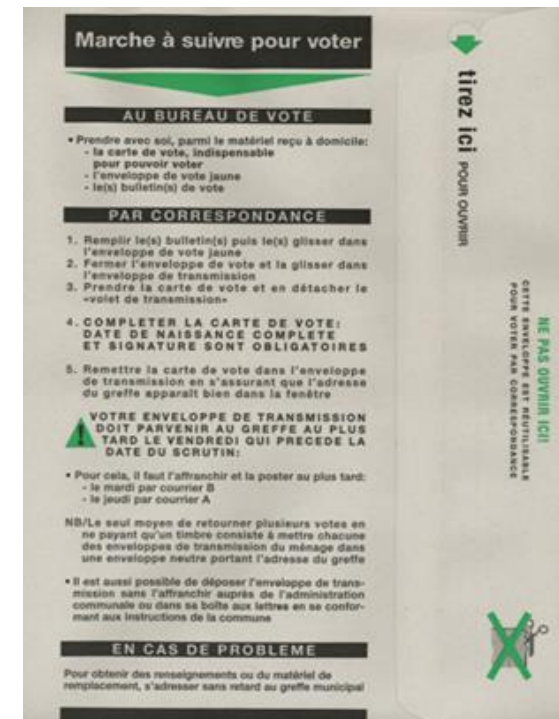 Marche à suivre pour voter
AU BUREAU DE VOTE
• Prendre avec soi, parmi le matériel reçu à domicile:
- la carte de vote, indispensable
pour pouvoir voter
- l'enveloppe de vote jaune
- le(s) bulletin(s) de vote
PAR CORRESPONDANCE
1. Remplir le(s) bulletin(s) puis le(s) glisser dans
l'enveloppe de vote jaune
2. Fermer l'enveloppe de vote et la glisser dans
l'enveloppe de transmission
3. Prendre la carte de vote et en détacher le
«volet de transmission»
4. COMPLETER LA CARTE DE VOTE:
DATE DE NAISSANCE COMPLETE
ET SIGNATURE SONT OBLIGATOIRES
5. Remettre la carte de vote dans l'enveloppe
de transmission en s'assurant que l'adresse
du greffe apparaît bien dans la fenêtre
VOTRE ENVELOPPE DE TRANSMISSION
DOIT PARVENIR AU GREFFE AU PLUS
TARD LE VENDREDI QUI PRECEDE LA
DATE DU SCRUTIN:
• Pour cela, il faut l'affranchir et la poster au plus tard:
- le mardi par courrier B
- le jeudi par courrier A
NB/Le seul moyen de retourner plusieurs votes en
ne payant qu'un timbre consiste à mettre chacune
des enveloppes de transmission du ménage dans
une enveloppe neutre portant l'adresse du greffe
• Il est aussi possible de déposer l'enveloppe de trans-
mission sans l'affranchir auprès de l'administration
communale ou dans sa boîte aux lettres en se confor-
mant aux instructions de la commune
EN CAS DE PROBLEME
Pour obtenir des renseignements ou du matériel de
remplacement, s'adresser sans retard au greffe municipal
tirez ici POUR OUVRIR
NE PAS OUVRIR ICI!
CETTE ENVELOPPE EST RÉUTILISABLE
POUR VOTER PAR CORRESPONDANCE